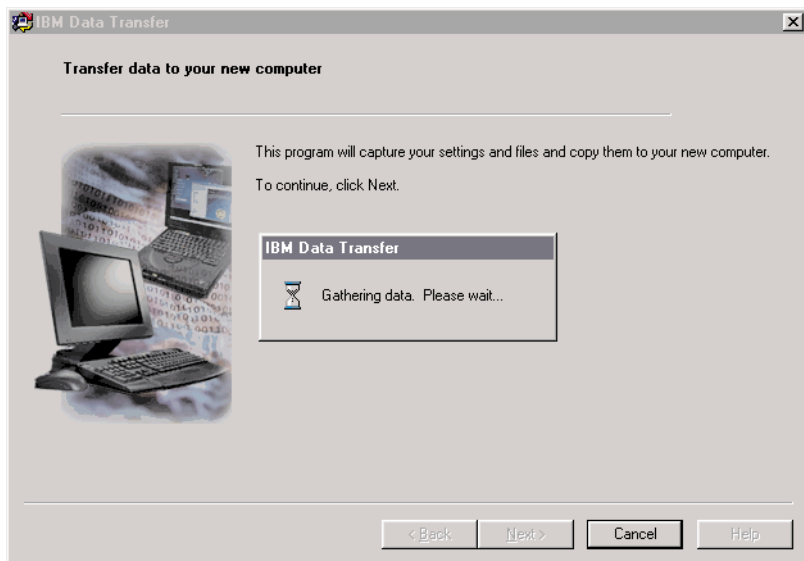 IBM Data Transfer
Transfer data to your new computer
This program will capture your settings and files and copy them to your new computer.
To continue, click Next.
IBM Data Transfer
Gathering data. Please wait...
< Back
Next >
Cancel
Help